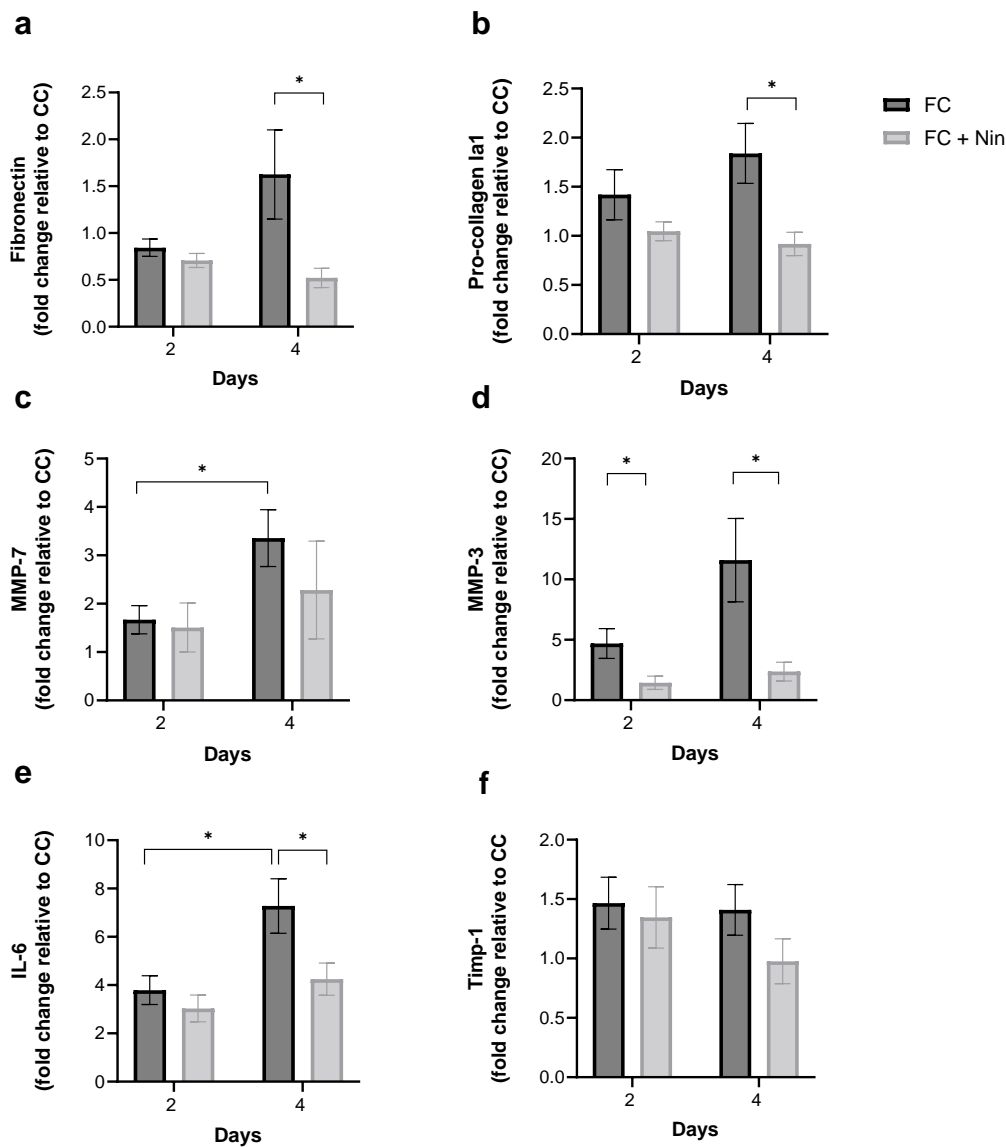 a
Fibronectin
(fold change relative to CC)
2.5
2.0
1.5
1.0
0.5
0.0
*
2
4
Days
b
Pro-collagen Ia1
(fold change relative to CC)
2.5
2.0
1.5
1.0
0.5
0.0
*
2
4
Days
FC
FC + Nin
c
MMP-7
(fold change relative to CC)
5
4
3
2
1
0
*
2
4
Days
d
MMP-3
(fold change relative to CC)
20
15
10
5
0
*
*
2
4
Days
e
IL-6
(fold change relative to CC)
10
8
6
4
2
0
*
*
2
4
Days
f
Timp-1
(fold change relative to CC
2.0
1.5
1.0
0.5
0.0
2
4
Days